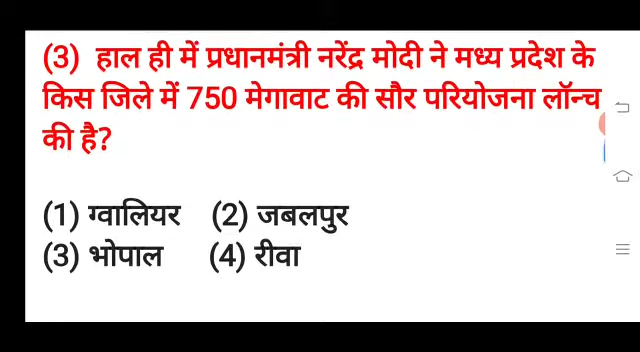 (3) हाल ही में प्रधानमंत्री नरेंद्र मोदी ने मध्य प्रदेश के
किस जिले में 750 मेगावाट की सौर परियोजना लॉन्च
की है?
(1) ग्वालियर (2) जबलपुर
(3) भोपाल (4) रीवा